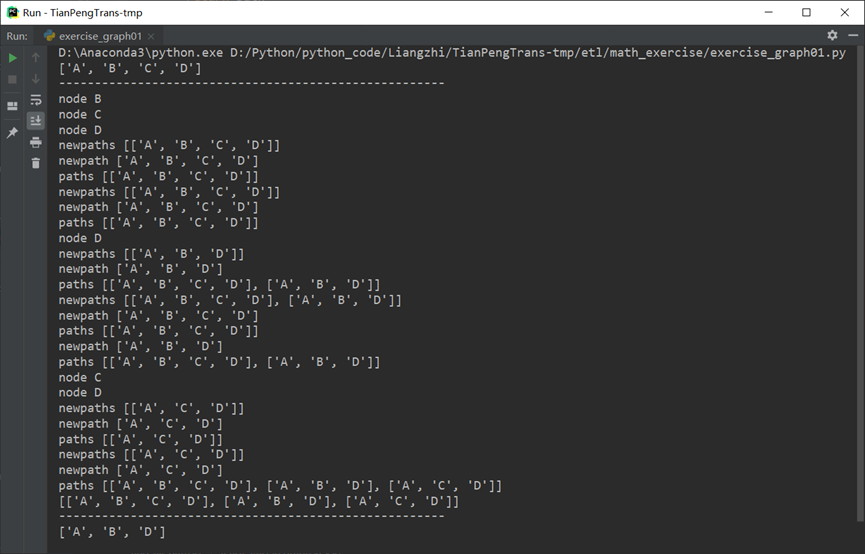 Run - TianPengTrans-tmp
Run: exercise_graph01
D:\Anaconda3\python.exe D:/Python/python_code/Liangzhi/TianPengTrans-tmp/etl/math_exercise/exercise_graph01.py
['A', 'B', 'C', 'D']
------------------------------------------------------
node B
node C
node D
newpaths [['A', 'B', 'C', 'D']]
newpath ['A', 'B', 'C', 'D']
paths [['A', 'B', 'C', 'D']]
newpaths [['A', 'B', 'C', 'D']]
newpath ['A', 'B', 'C', 'D']
paths [['A', 'B', 'C', 'D']]
node D
newpaths [['A', 'B', 'D']]
newpath ['A', 'B', 'D']
paths [['A', 'B', 'C', 'D'], ['A', 'B', 'D']]
newpaths [['A', 'B', 'C', 'D'], ['A', 'B', 'D']]
newpath ['A', 'B', 'C', 'D']
paths [['A', 'B', 'C', 'D']]
newpath ['A', 'B', 'D']
paths [['A', 'B', 'C', 'D'], ['A', 'B', 'D']]
node C
node D
newpaths [['A', 'C', 'D']]
newpath ['A', 'C', 'D']
paths [['A', 'C', 'D']]
newpaths [['A', 'C', 'D']]
newpath ['A', 'C', 'D']
paths [['A', 'B', 'C', 'D'], ['A', 'B', 'D'], ['A', 'C', 'D']]
[['A', 'B', 'C', 'D'], ['A', 'B', 'D'], ['A', 'C', 'D']]
------------------------------------------------------
['A', 'B', 'D']